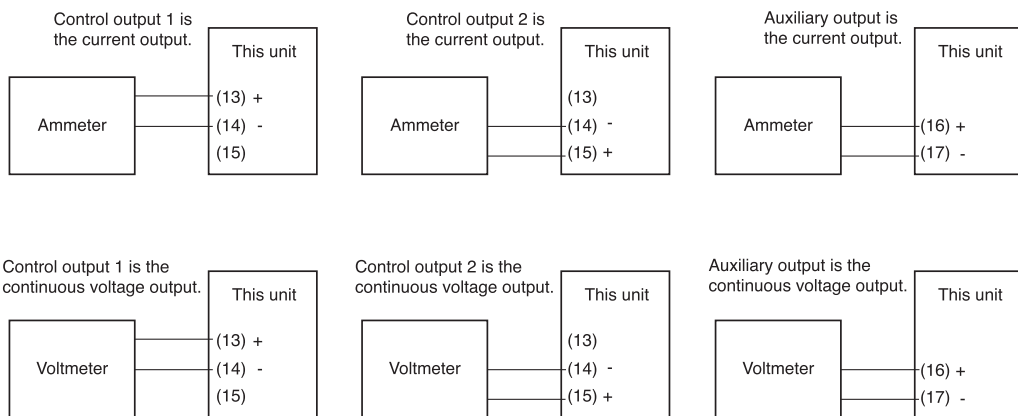 Control output 1 is
the current output.
This unit
Ammeter
(13) +
(14) -
(15)
Control output 2 is
the current output.
This unit
Ammeter
(13)
(14) -
(15) +
Auxiliary output is
the current output.
This unit
Ammeter
(16) +
(17) -
Control output 1 is the
continuous voltage output.
This unit
Voltmeter
(13) +
(14) -
(15)
Control output 2 is the
continuous voltage output.
This unit
Voltmeter
(13)
(14) -
(15) +
Auxiliary output is the
continuous voltage output.
This unit
Voltmeter
(16) +
(17) -